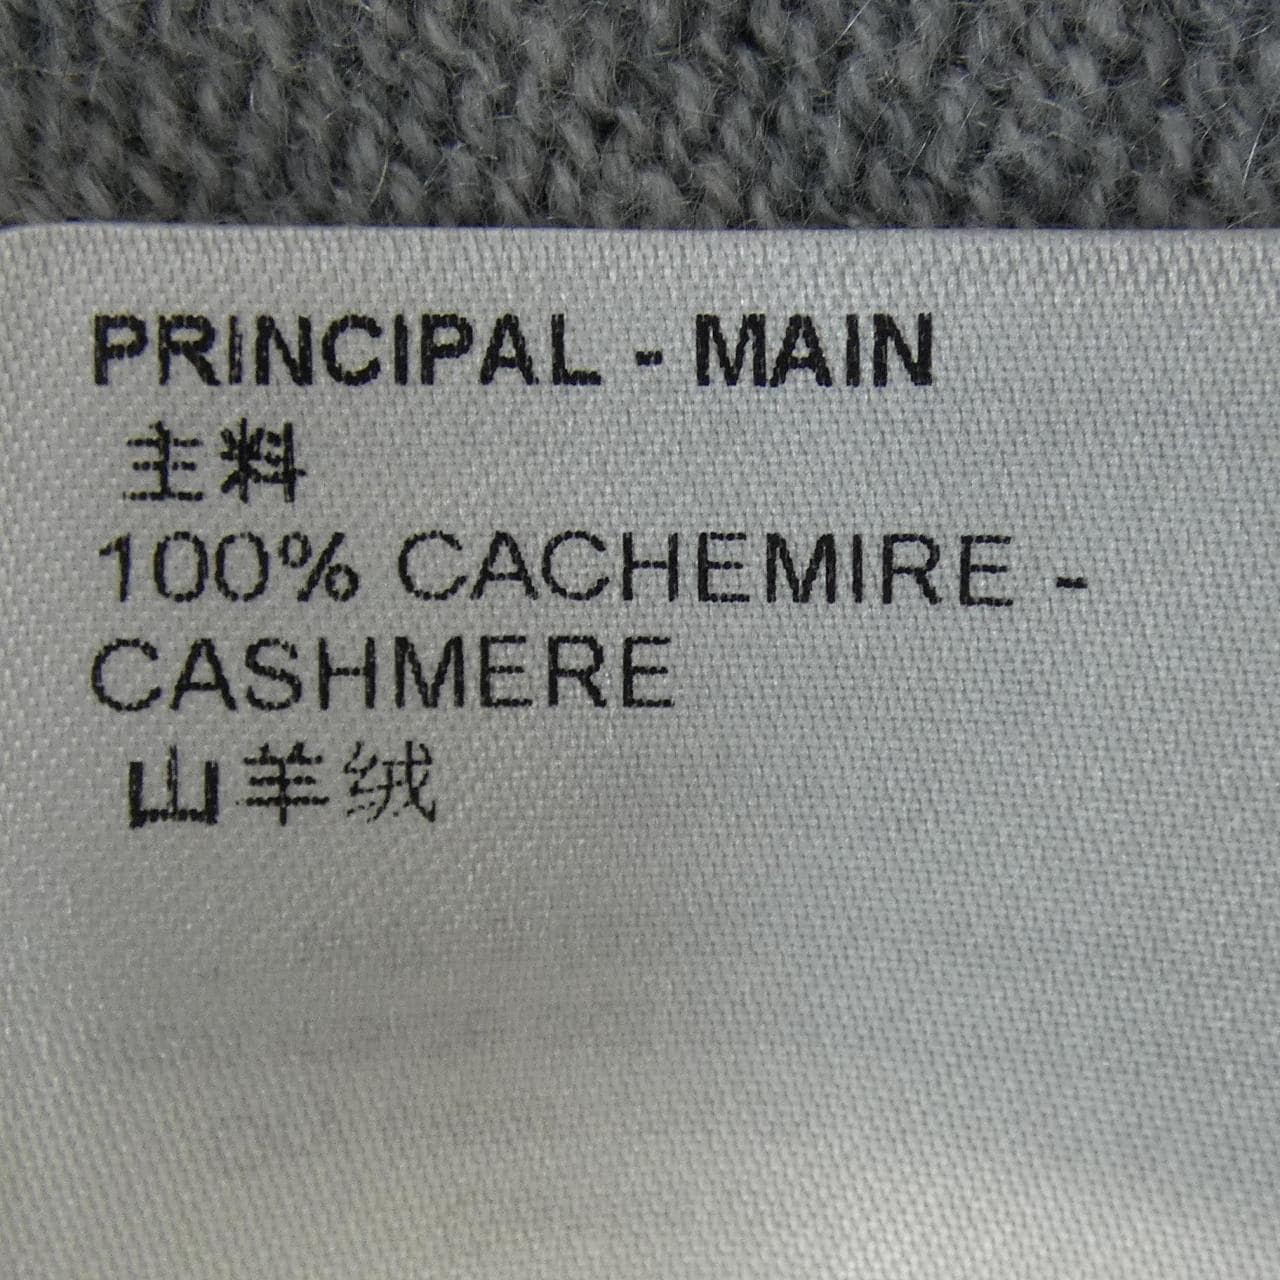 PRINCIPAL - MAIN
主料
100% CACHEMIRE -
CASHMERE
山羊绒